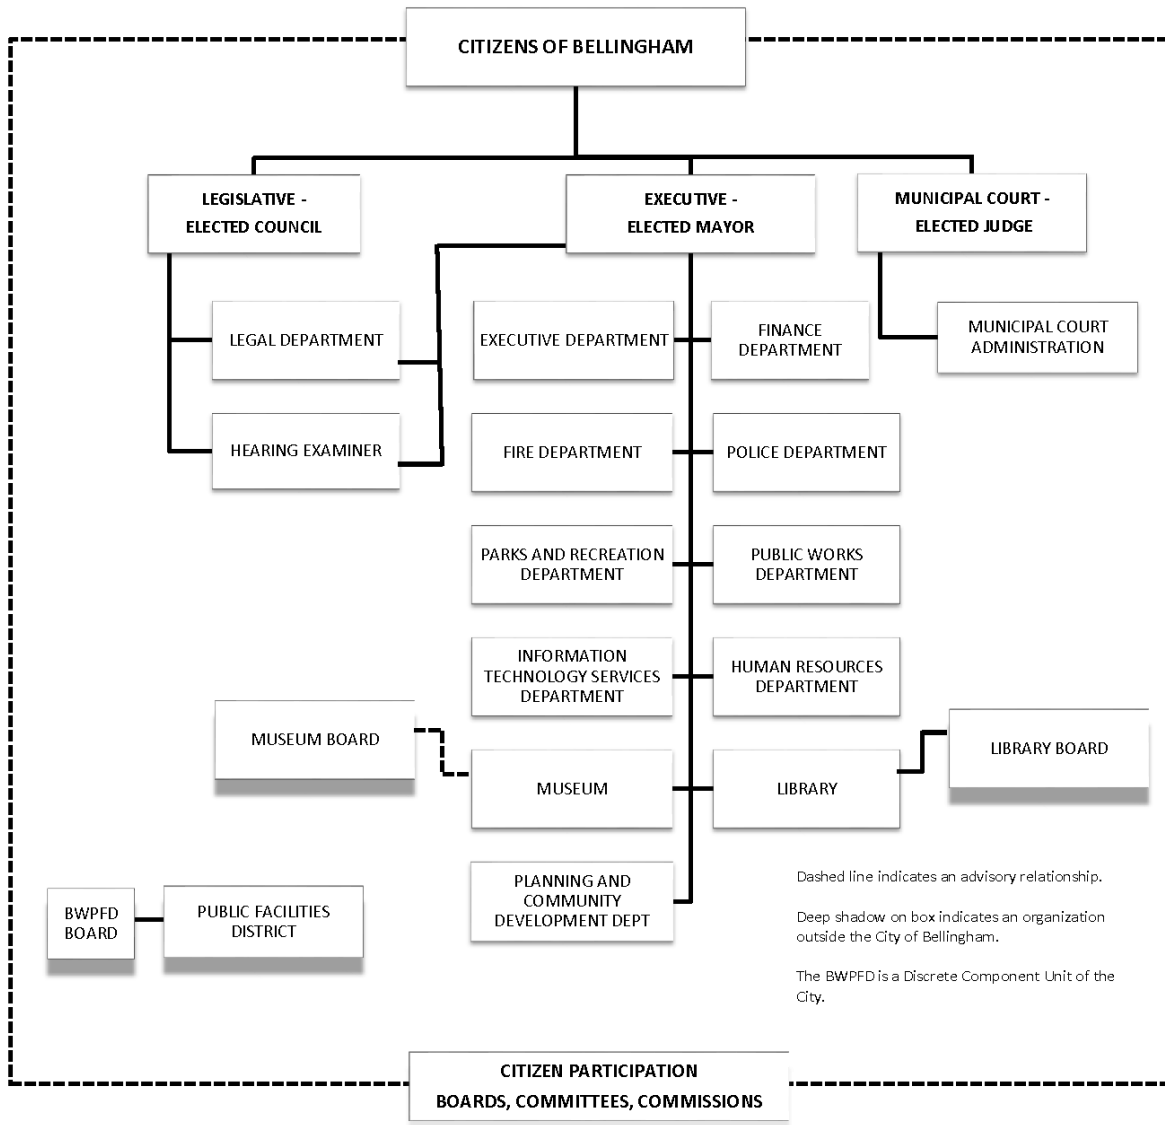 CITIZENS OF BELLINGHAM
LEGISLATIVE -
ELECTED COUNCIL
EXECUTIVE -
ELECTED MAYOR
MUNICIPAL COURT -
ELECTED JUDGE
LEGAL DEPARTMENT
EXECUTIVE DEPARTMENT
FINANCE
DEPARTMENT
MUNICIPAL COURT
ADMINISTRATION
HEARING EXAMINER
FIRE DEPARTMENT
POLICE DEPARTMENT
PARKS AND RECREATION
DEPARTMENT
PUBLIC WORKS
DEPARTMENT
INFORMATION
TECHNOLOGY SERVICES
DEPARTMENT
HUMAN RESOURCES
DEPARTMENT
MUSEUM BOARD
MUSEUM
LIBRARY
LIBRARY BOARD
PLANNING AND
COMMUNITY
DEVELOPMENT DEPT
BWPFD
BOARD
PUBLIC FACILITIES
DISTRICT
Dashed line indicates an advisory relationship.
Deep shadow on box indicates an organization
outside the City of Bellingham.
The BWPFD is a Discrete Component Unit of the
City.
CITIZEN PARTICIPATION
BOARDS, COMMITTEES, COMMISSIONS